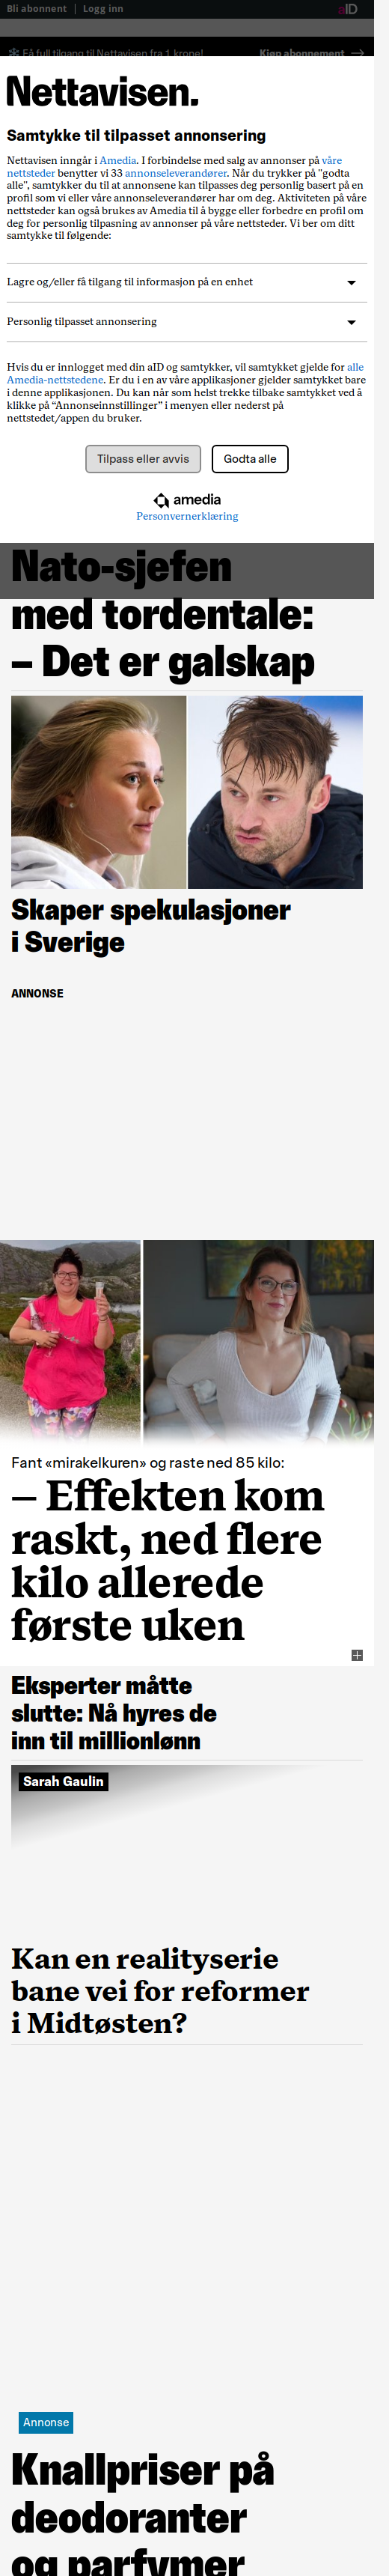 Bli abonnent | Logg inn
aID
Få full tilgang til Nettavisen fra 1 krone!
Kjøp abonnement →
Nettavisen.
Samtykke til tilpasset annonsering
Nettavisen inngår i Amedia. I forbindelse med salg av annonser på våre
nettsteder benytter vi 33 annonseleverandører. Når du trykker på "godta
alle", samtykker du til at annonsene kan tilpasses deg personlig basert på en
profil som vi eller våre annonseleverandører har om deg. Aktiviteten på våre
nettsteder kan også brukes av Amedia til å bygge eller forbedre en profil om
deg for personlig tilpasning av annonser på våre nettsteder. Vi ber om ditt
samtykke til følgende:
Lagre og/eller få tilgang til informasjon på en enhet
Personlig tilpasset annonsering
Hvis du er innlogget med din aID og samtykker, vil samtykket gjelde for alle
Amedia-nettstedene. Er du i en av våre applikasjoner gjelder samtykket bare
i denne applikasjonen. Du kan når som helst trekke tilbake samtykket ved å
klikke på “Annonseinnstillinger” i menyen eller nederst på
nettstedet/appen du bruker.
Tilpass eller avvis
Godta alle
amedia
Personvernerklæring
Nato-sjefen
med tordentale:
– Det er galskap
Skaper spekulasjoner
i Sverige
ANNONSE
Fant «mirakelkuren» og raste ned 85 kilo:
– Effekten kom
raskt, ned flere
kilo allerede
første uken
Eksperter måtte
slutte: Nå hyres de
inn til millionlønn
Sarah Gaulin
Kan en realityserie
bane vei for reformer
i Midtøsten?
Annonse
Knallpriser på
deodoranter
og parfymer